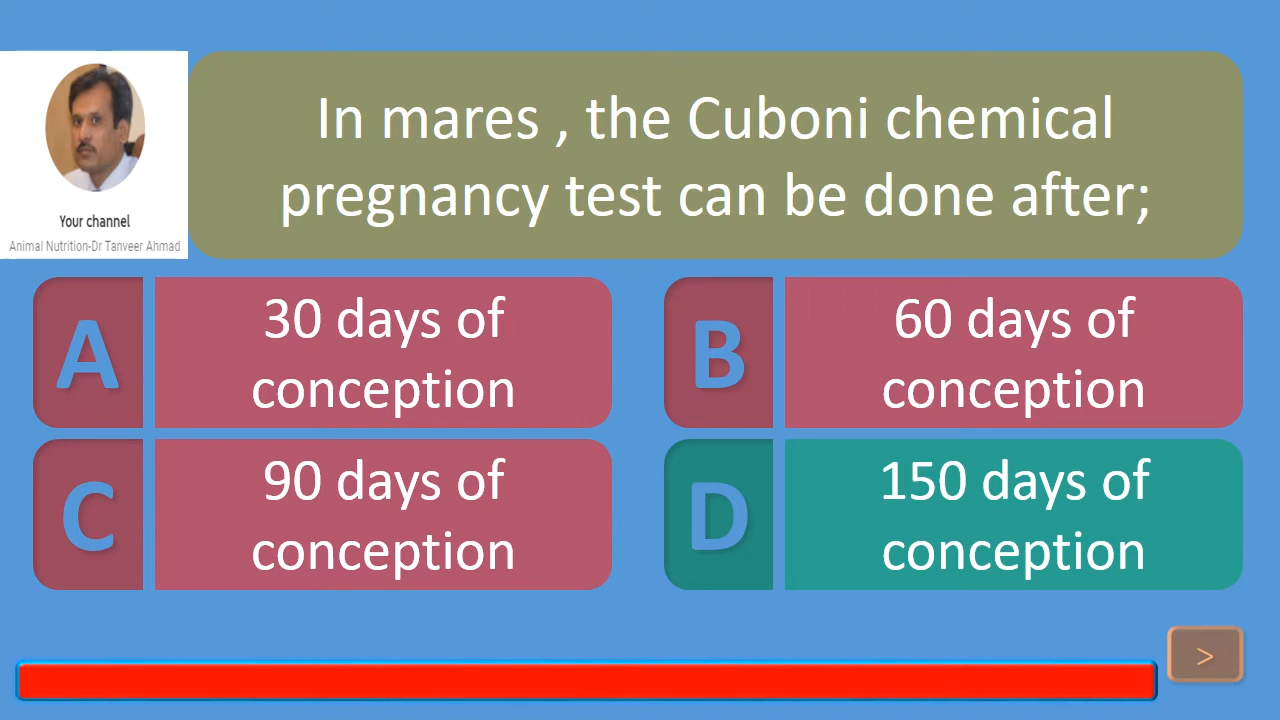 In mares , the Cuboni chemical
pregnancy test can be done after;
Your channel
Animal Nutrition-Dr Tanveer Ahmad
A
30 days of
conception
B
60 days of
conception
C
90 days of
conception
D
150 days of
conception
>